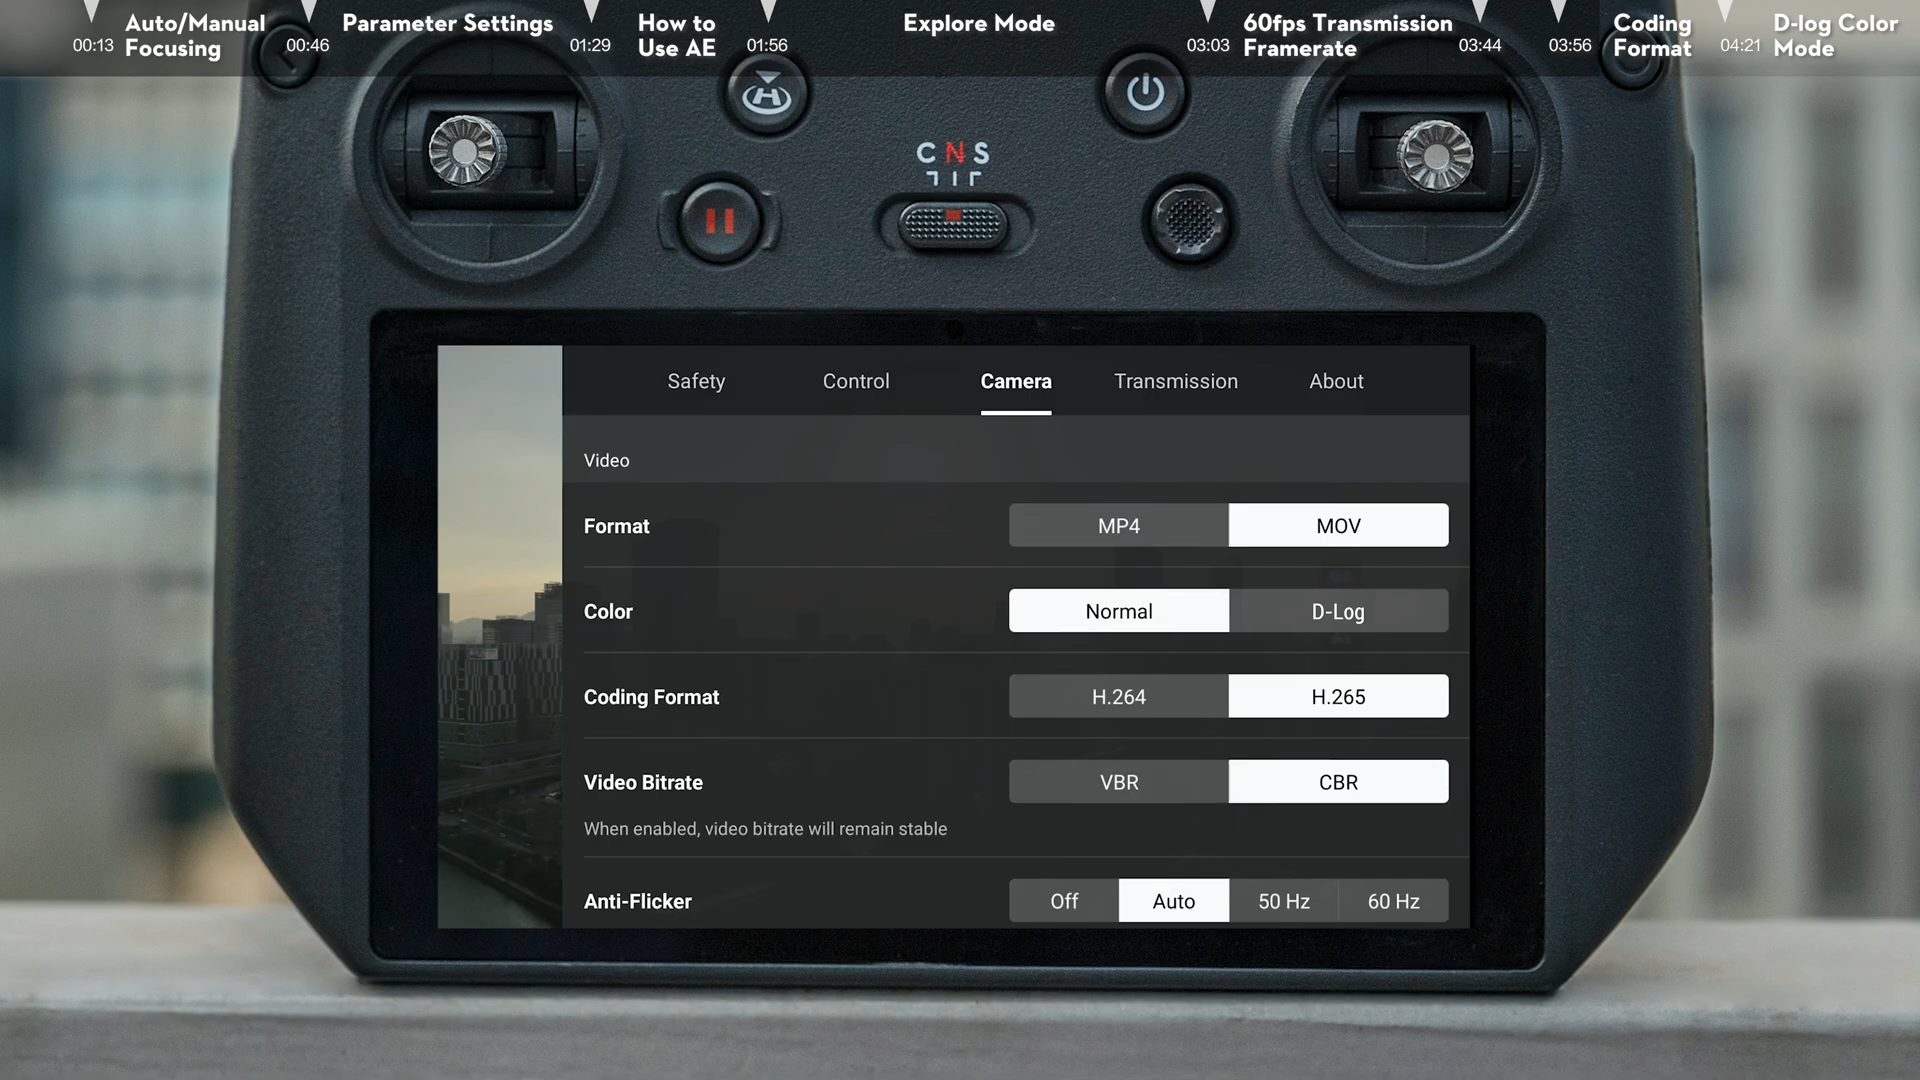 Auto/Manual
Focusing
00:13
00:46
Parameter Settings
01:29
How to
Use AE
01:56
Explore Mode
03:03
60fps Transmission
Framerate
03:44
03:56
Coding
Format
04:21
D-log Color
Mode
H
C N S
Safety Control Camera Transmission About
Video
Format MP4 MOV
Color Normal D-Log
Coding Format H.264 H.265
Video Bitrate VBR CBR
When enabled, video bitrate will remain stable
Anti-Flicker Off Auto 50 Hz 60 Hz